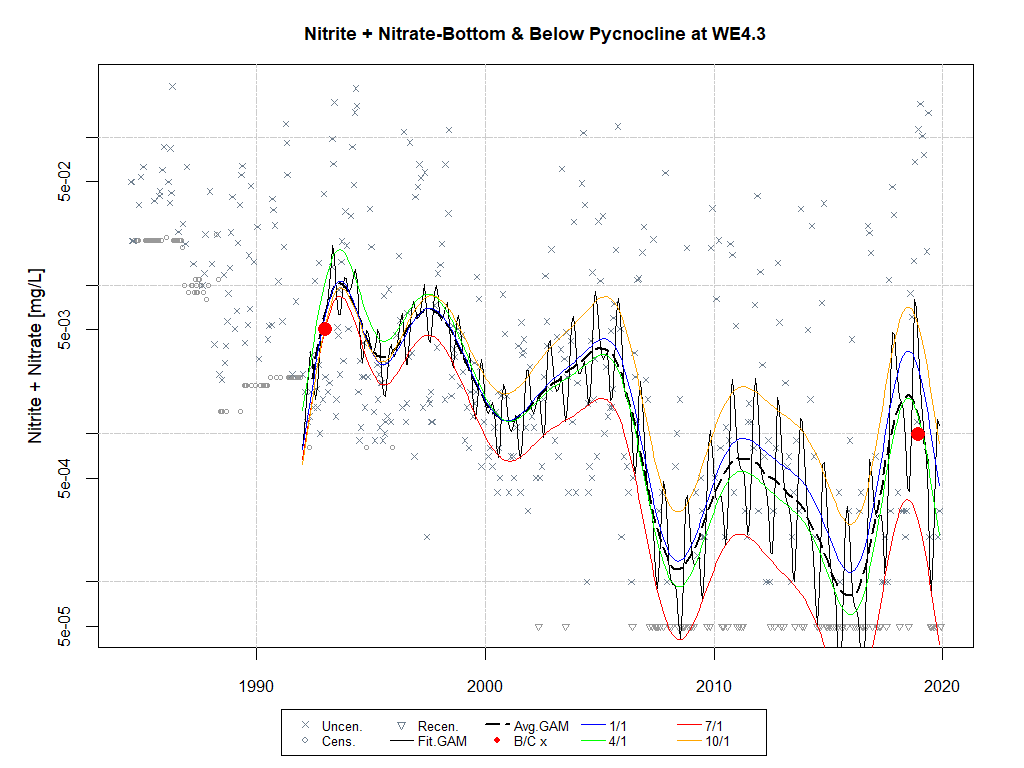 Nitrite + Nitrate-Bottom & Below Pycnocline at WE4.3
Nitrite + Nitrate [mg/L]
5e-02
5e-03
5e-04
5e-05
1990 2000 2010 2020
Uncen. Recen. Avg.GAM 1/1 7/1
Cens. Fit.GAM B/C x 4/1 10/1